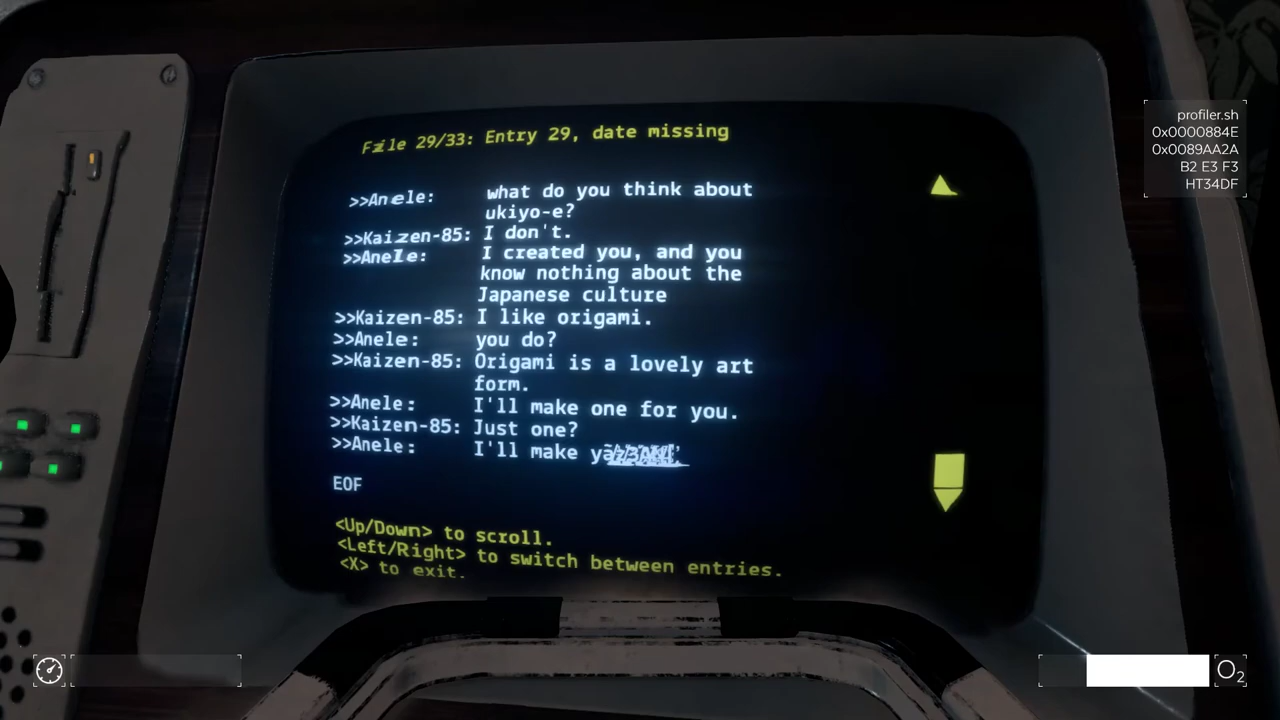 File 29/33: Entry 29, date missing
>>Anele: what do you think about
ukiyo-e?
>>Kaizen-85: I don't.
>>Anele: I created you, and you
know nothing about the
Japanese culture
>>Kaizen-85: I like origami.
>>Anele: you do?
>>Kaizen-85: Origami is a lovely art
form.
>>Anele: I'll make one for you.
>>Kaizen-85: Just one?
>>Anele: I'll make
EOF
<Up/Down> to scroll.
<Left/Right> to switch between entries.
<X> to exit.
profiler.sh
0x0000884E
0x0089AA2A
B2 E3 F3
HT34DF
O₂